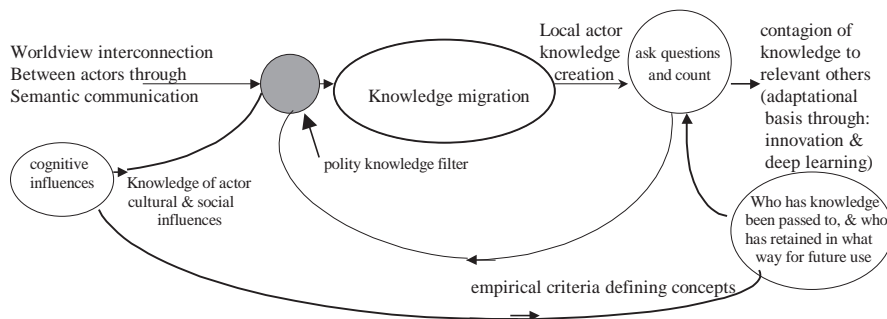 Worldview interconnection
Between actors through
Semantic communication
Knowledge migration
Local actor
knowledge
creation
ask questions
and count
contagion of
knowledge to
relevant others
(adaptational
basis through:
innovation &
deep learning)
polity knowledge filter
cognitive
influences
Knowledge of actor
cultural & social
influences
Who has knowledge
been passed to, & who
has retained in what
way for future use
empirical criteria defining concepts